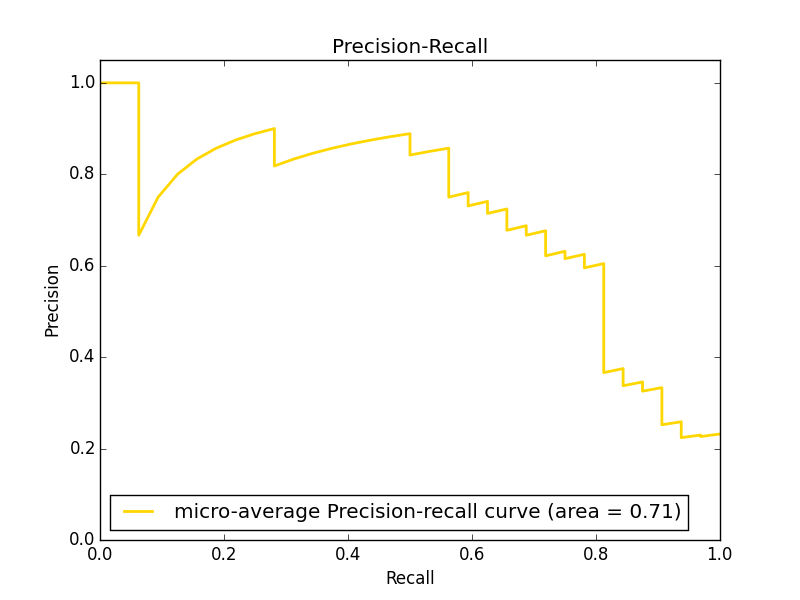 Precision-Recall
1.0
0.8
0.6
0.4
0.2
0.0
Precision
micro-average Precision-recall curve (area = 0.71)
0.0 0.2 0.4 0.6 0.8 1.0
Recall